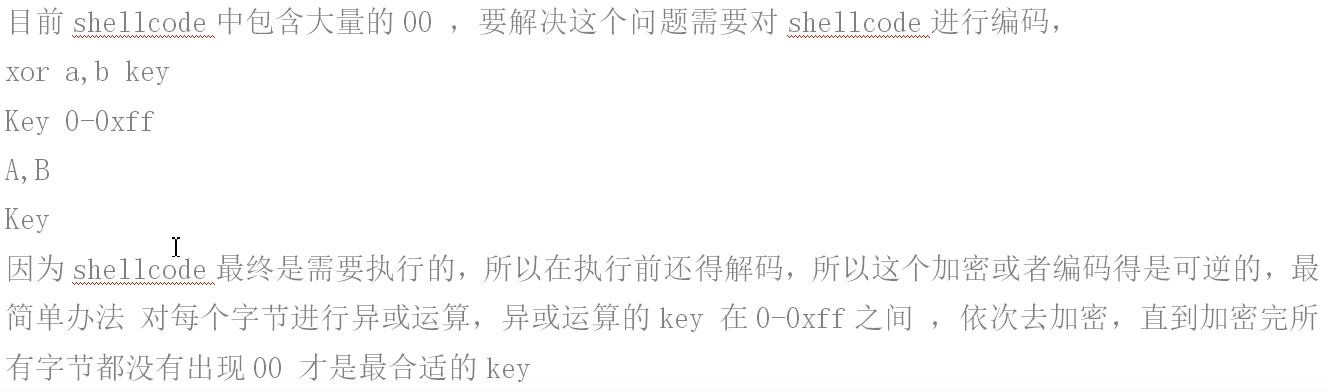 目前 shellcode 中包含大量的 00 ，要解决这个问题需要对 shellcode 进行编码，
xor a,b key
Key 0-0xff
A,B
Key
因为 shellcode 最终是需要执行的，所以在执行前还得解码，所以这个加密或者编码得是可逆的，最
简单办法 对每个字节进行异或运算，异或运算的 key 在 0-0xff 之间 ，依次去加密，直到加密完所
有字节都没有出现 00 才是最合适的 key